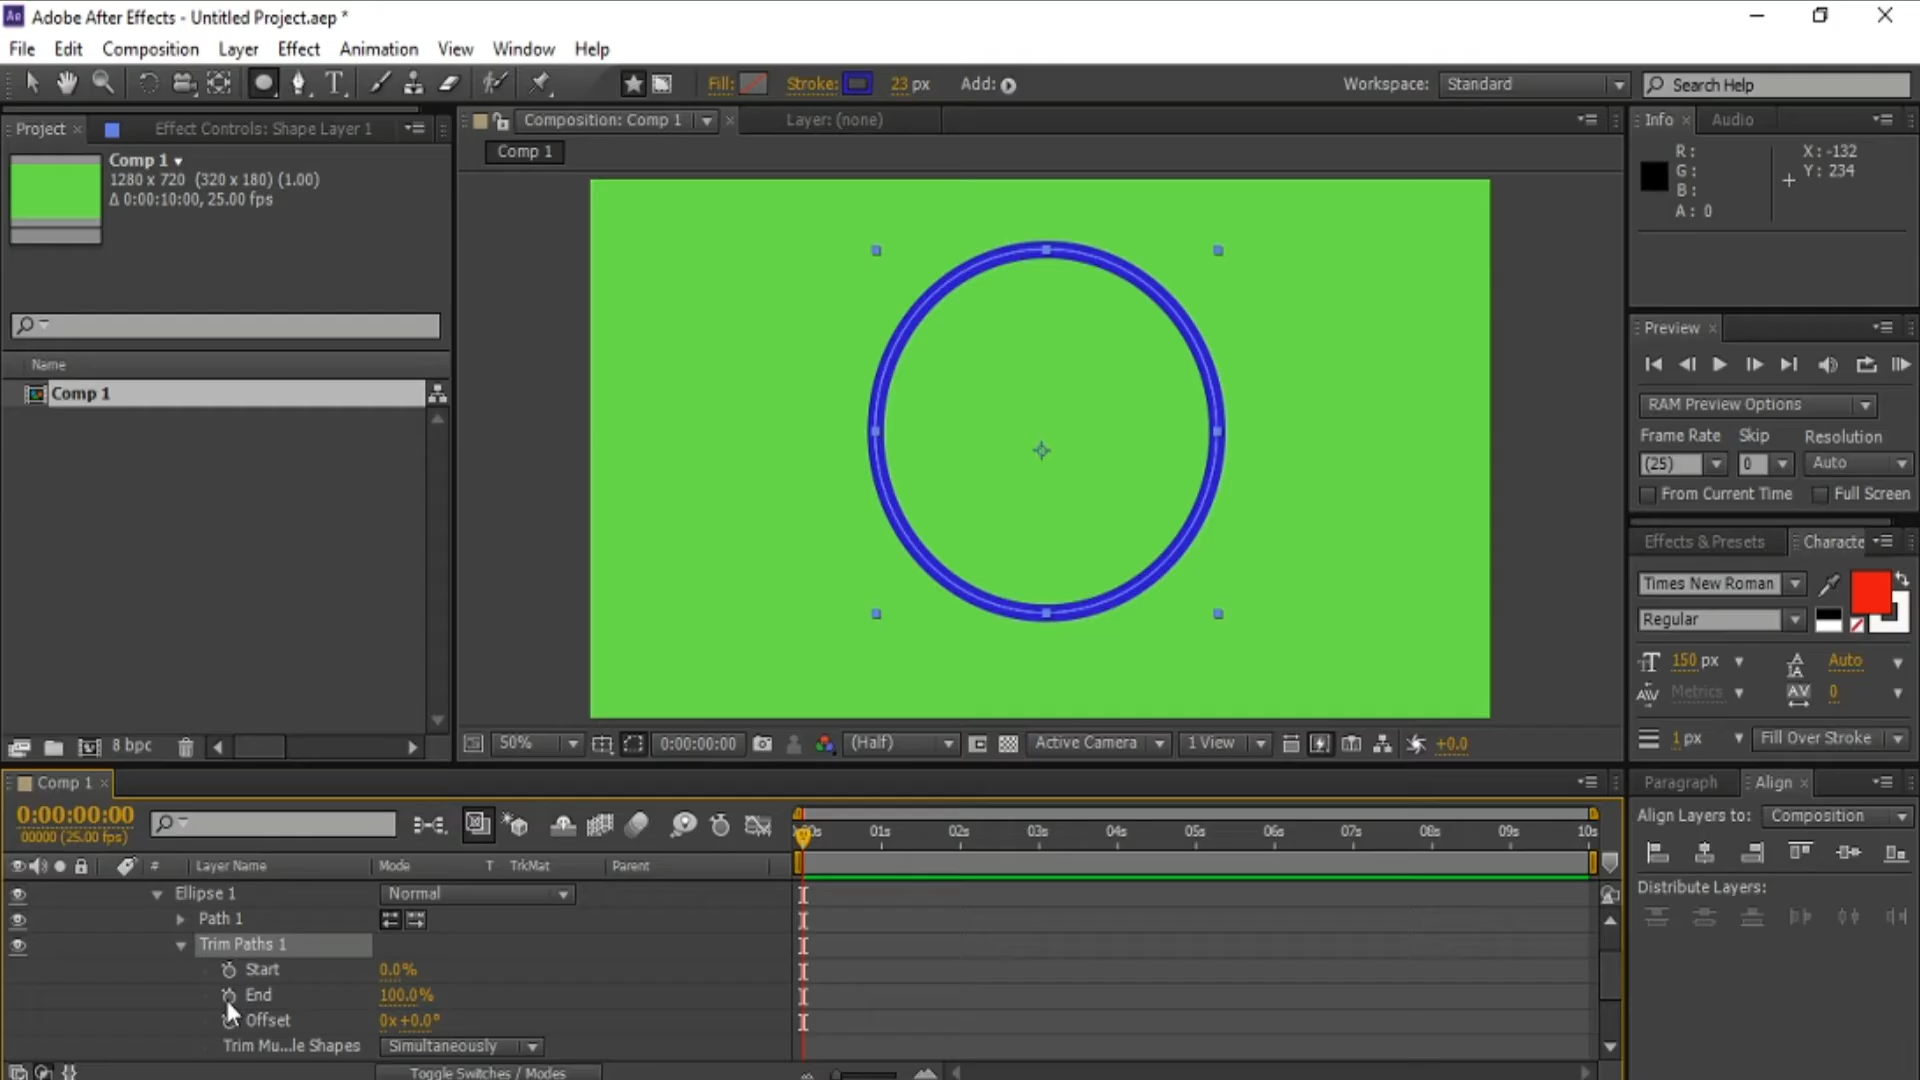 Ae Adobe After Effects - Untitled Project.aep *
File Edit Composition Layer Effect Animation View Window Help
T Fill: Stroke: 23 px Add: Workspace: Standard Search Help
Project × Effect Controls: Shape Layer 1
Comp 1
1280 x 720 (320 x 180) (1.00)
Δ 0:00:10:00, 25.00 fps
Name
Comp 1
8 bpc
Composition: Comp 1 × Layer: (none)
Comp 1
50% 0:00:00:00 (Half) Active Camera 1 View +0.0
Info × Audio
R:
G:
B:
A: 0
X: -132
Y: 234
Preview ×
RAM Preview Options
Frame Rate Skip Resolution
(25) 0 Auto
From Current Time Full Screen
Effects & Presets Characte
Times New Roman
Regular
150 px Auto
Metrics 0
1 px Fill Over Stroke
Paragraph Align ×
Align Layers to: Composition
Distribute Layers:
Comp 1 ×
0:00:00:00
00000 (25.00 fps)
# Layer Name Mode T TrkMat Parent
01s 02s 03s 04s 05s 06s 07s 08s 09s 10s
Ellipse 1 Normal
Path 1
Trim Paths 1
Start 0.0%
End 100.0%
Offset 0x+0.0°
Trim Mu...le Shapes Simultaneously
Toggle Switches / Modes